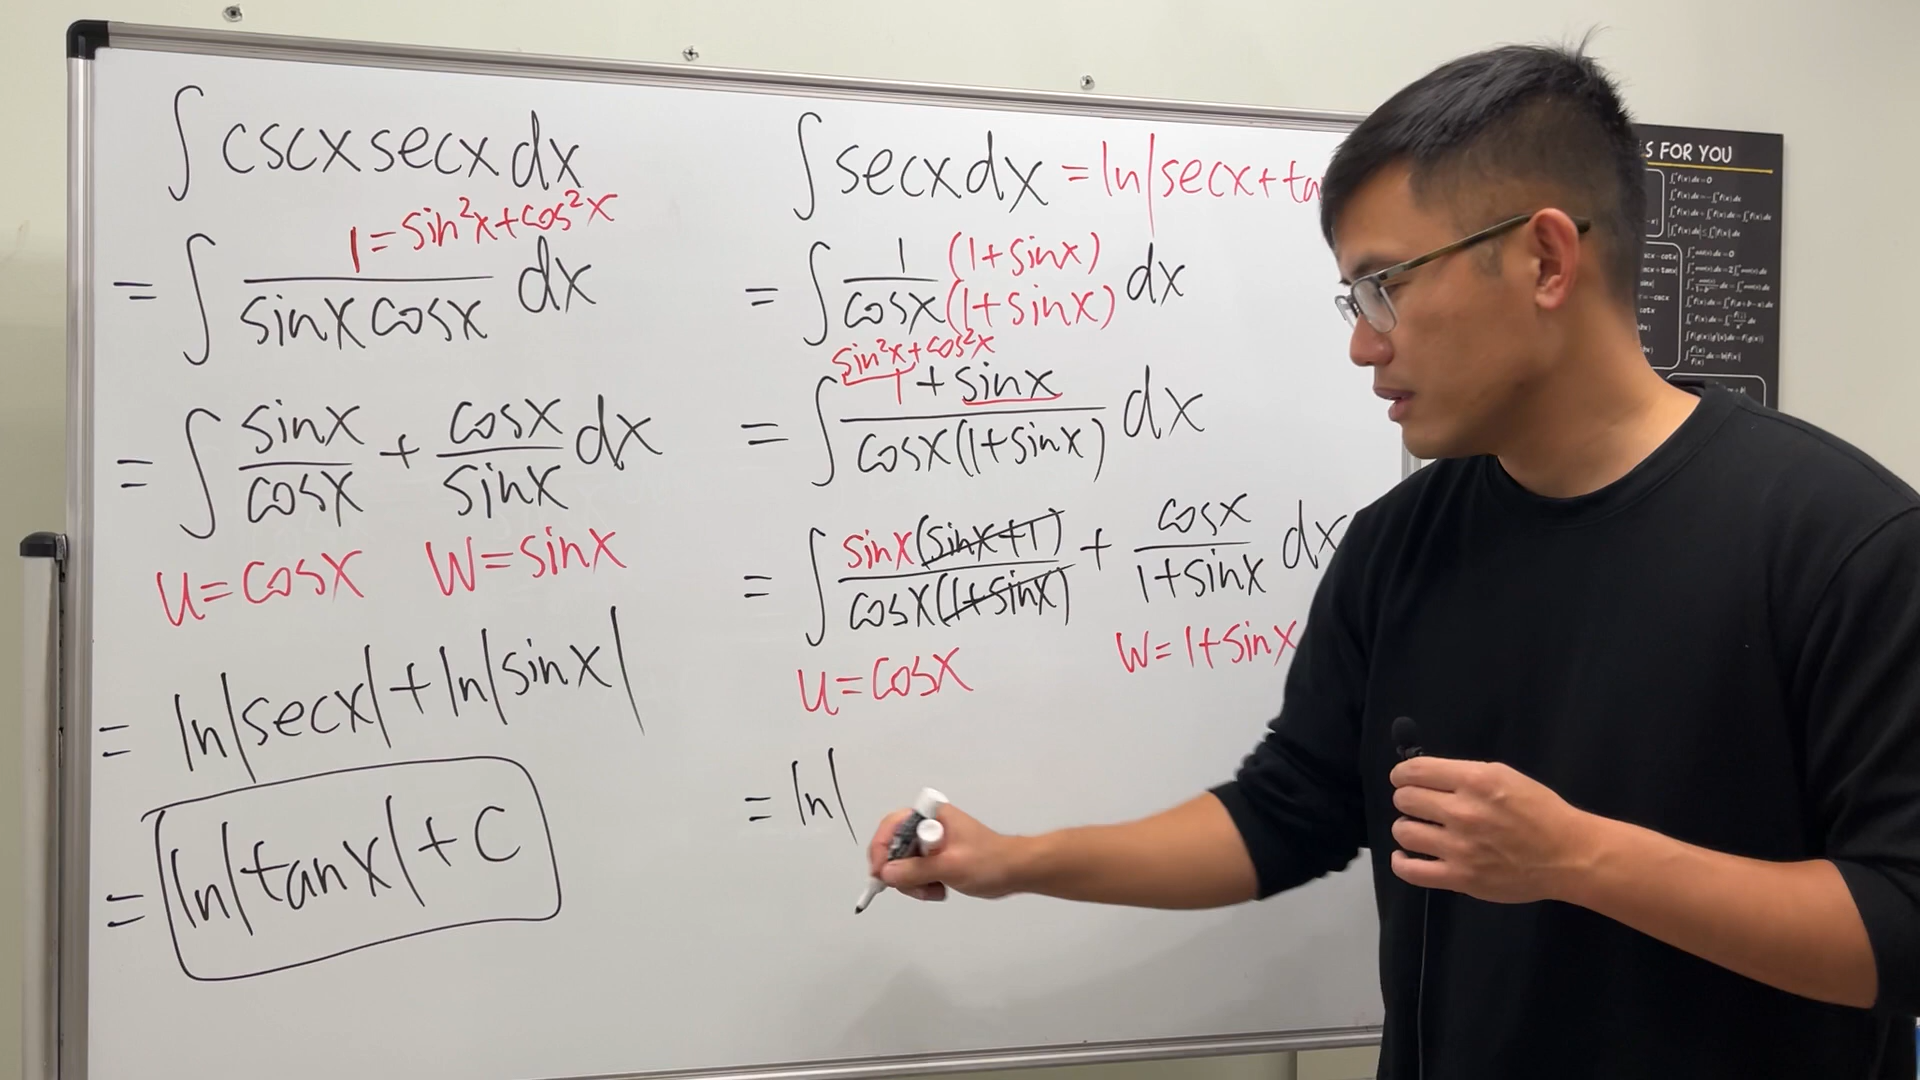 ∫ cscx secx dx
1 = sin²x + cos²x
= ∫ 1/(sinx cosx) dx
= ∫ sinx/cosx + cosx/sinx dx
u = cosx w = sinx
= ln|secx| + ln|sinx|
= ln|tanx| + C
∫ secx dx = ln|secx + ta
= ∫ 1 (1+sinx) / cosx (1+sinx) dx
sin²x + cos²x
= ∫ 1 + sinx / cosx(1+sinx) dx
= ∫ sinx(sinx+1) / cosx(1+sinx) + cosx / 1+sinx dx
u = cosx w = 1+sinx
= ln|
S FOR YOU